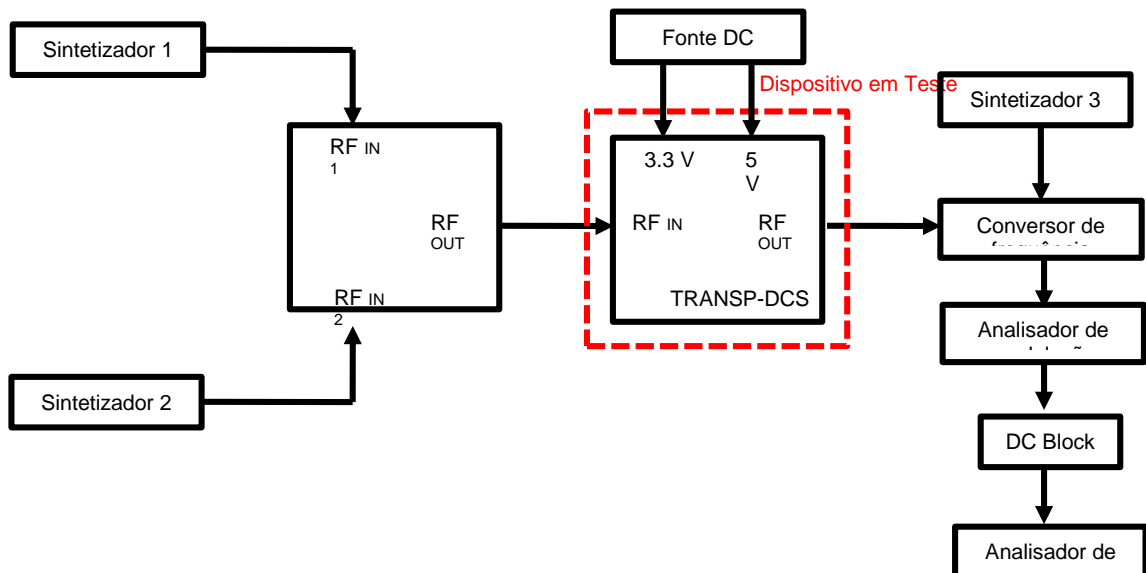 Sintetizador 1
Fonte DC
Dispositivo em Teste
Sintetizador 3
RF IN
1
RF
OUT
RF IN
2
3.3 V
5
V
RF IN
RF
OUT
TRANSP-DCS
Conversor de
Analisador de
Sintetizador 2
DC Block
Analisador de